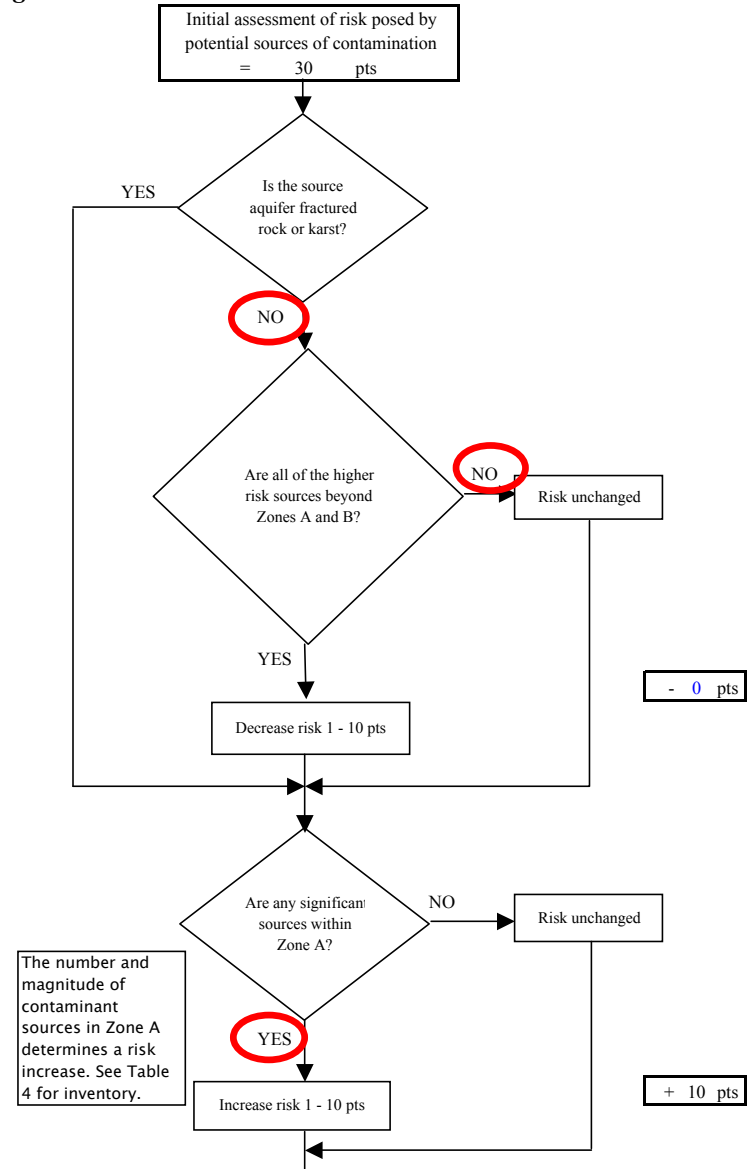 Initial assessment of risk posed by
potential sources of contamination
= 30 pts
YES
Is the source
aquifer fractured
rock or karst?
NO
Are all of the higher
risk sources beyond
Zones A and B?
NO
Risk unchanged
YES
- 0 pts
Decrease risk 1 - 10 pts
Are any significant
sources within
Zone A?
NO
Risk unchanged
The number and
magnitude of
contaminant
sources in Zone A
determines a risk
increase. See Table
4 for inventory.
YES
Increase risk 1 - 10 pts
+ 10 pts